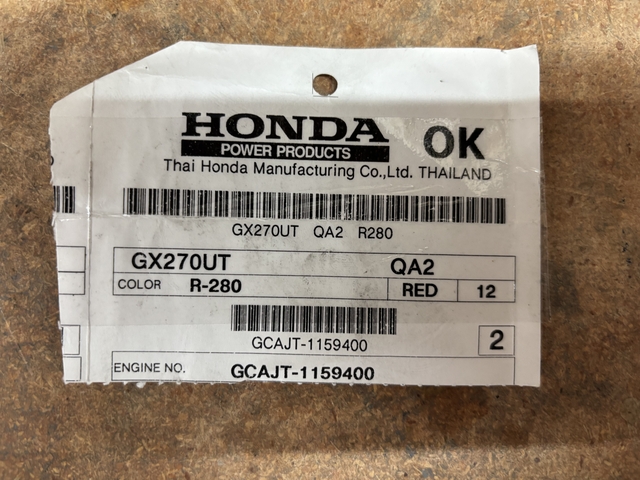 HONDA
POWER PRODUCTS
OK
Thai Honda Manufacturing Co.,Ltd. THAILAND
GX270UT QA2 R280
GX270UT QA2
COLOR R-280 RED 12
GCAJT-1159400
2
ENGINE NO. GCAJT-1159400